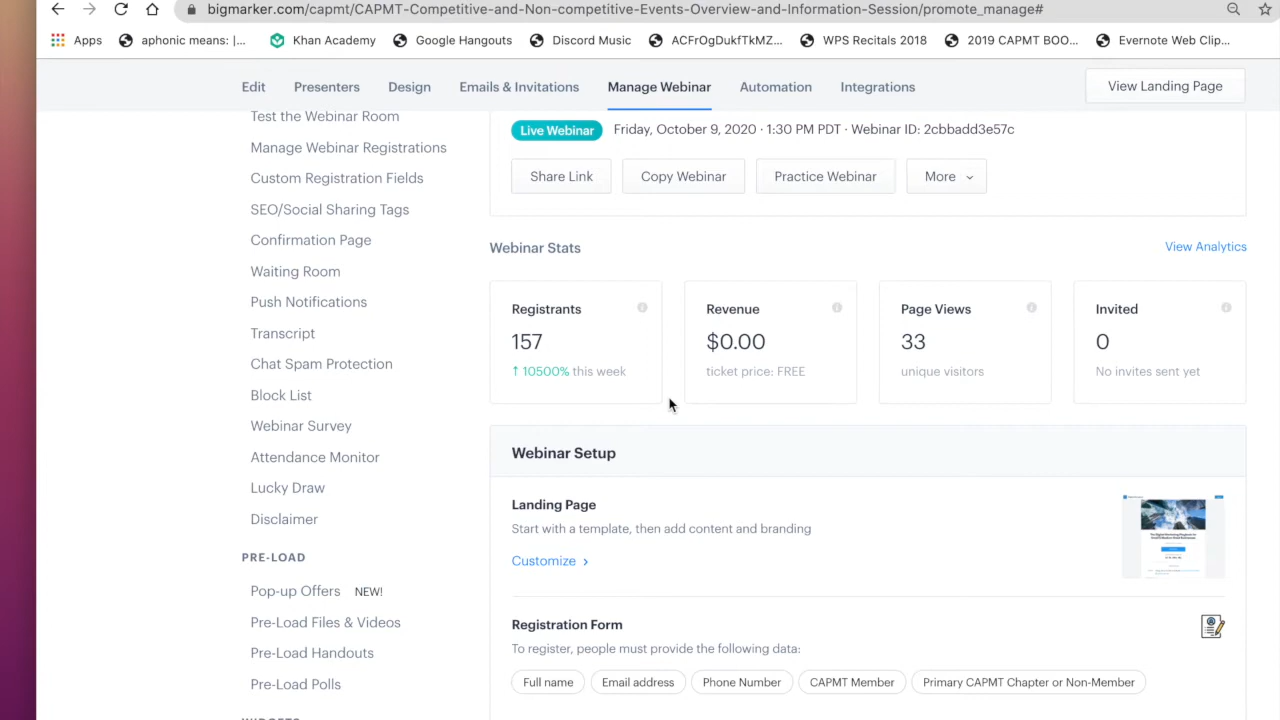 bigmarker.com/capmt/CAPMT-Competitive-and-Non-competitive-Events-Overview-and-Information-Session/promote_manage#
Apps aphonic means: |... Khan Academy Google Hangouts Discord Music ACFrOgDukfTkMZ... WPS Recitals 2018 2019 CAPMT BOO... Evernote Web Clip...
Edit Presenters Design Emails & Invitations Manage Webinar Automation Integrations View Landing Page
Test the Webinar Room
Manage Webinar Registrations
Custom Registration Fields
SEO/Social Sharing Tags
Confirmation Page
Waiting Room
Push Notifications
Transcript
Chat Spam Protection
Block List
Webinar Survey
Attendance Monitor
Lucky Draw
Disclaimer
PRE-LOAD
Pop-up Offers NEW!
Pre-Load Files & Videos
Pre-Load Handouts
Pre-Load Polls
Live Webinar Friday, October 9, 2020 · 1:30 PM PDT · Webinar ID: 2cbbadd3e57c
Share Link Copy Webinar Practice Webinar More
Webinar Stats View Analytics
Registrants
157
↑ 10500% this week
Revenue
$0.00
ticket price: FREE
Page Views
33
unique visitors
Invited
0
No invites sent yet
Webinar Setup
Landing Page
Start with a template, then add content and branding
Customize >
Registration Form
To register, people must provide the following data:
Full name Email address Phone Number CAPMT Member Primary CAPMT Chapter or Non-Member